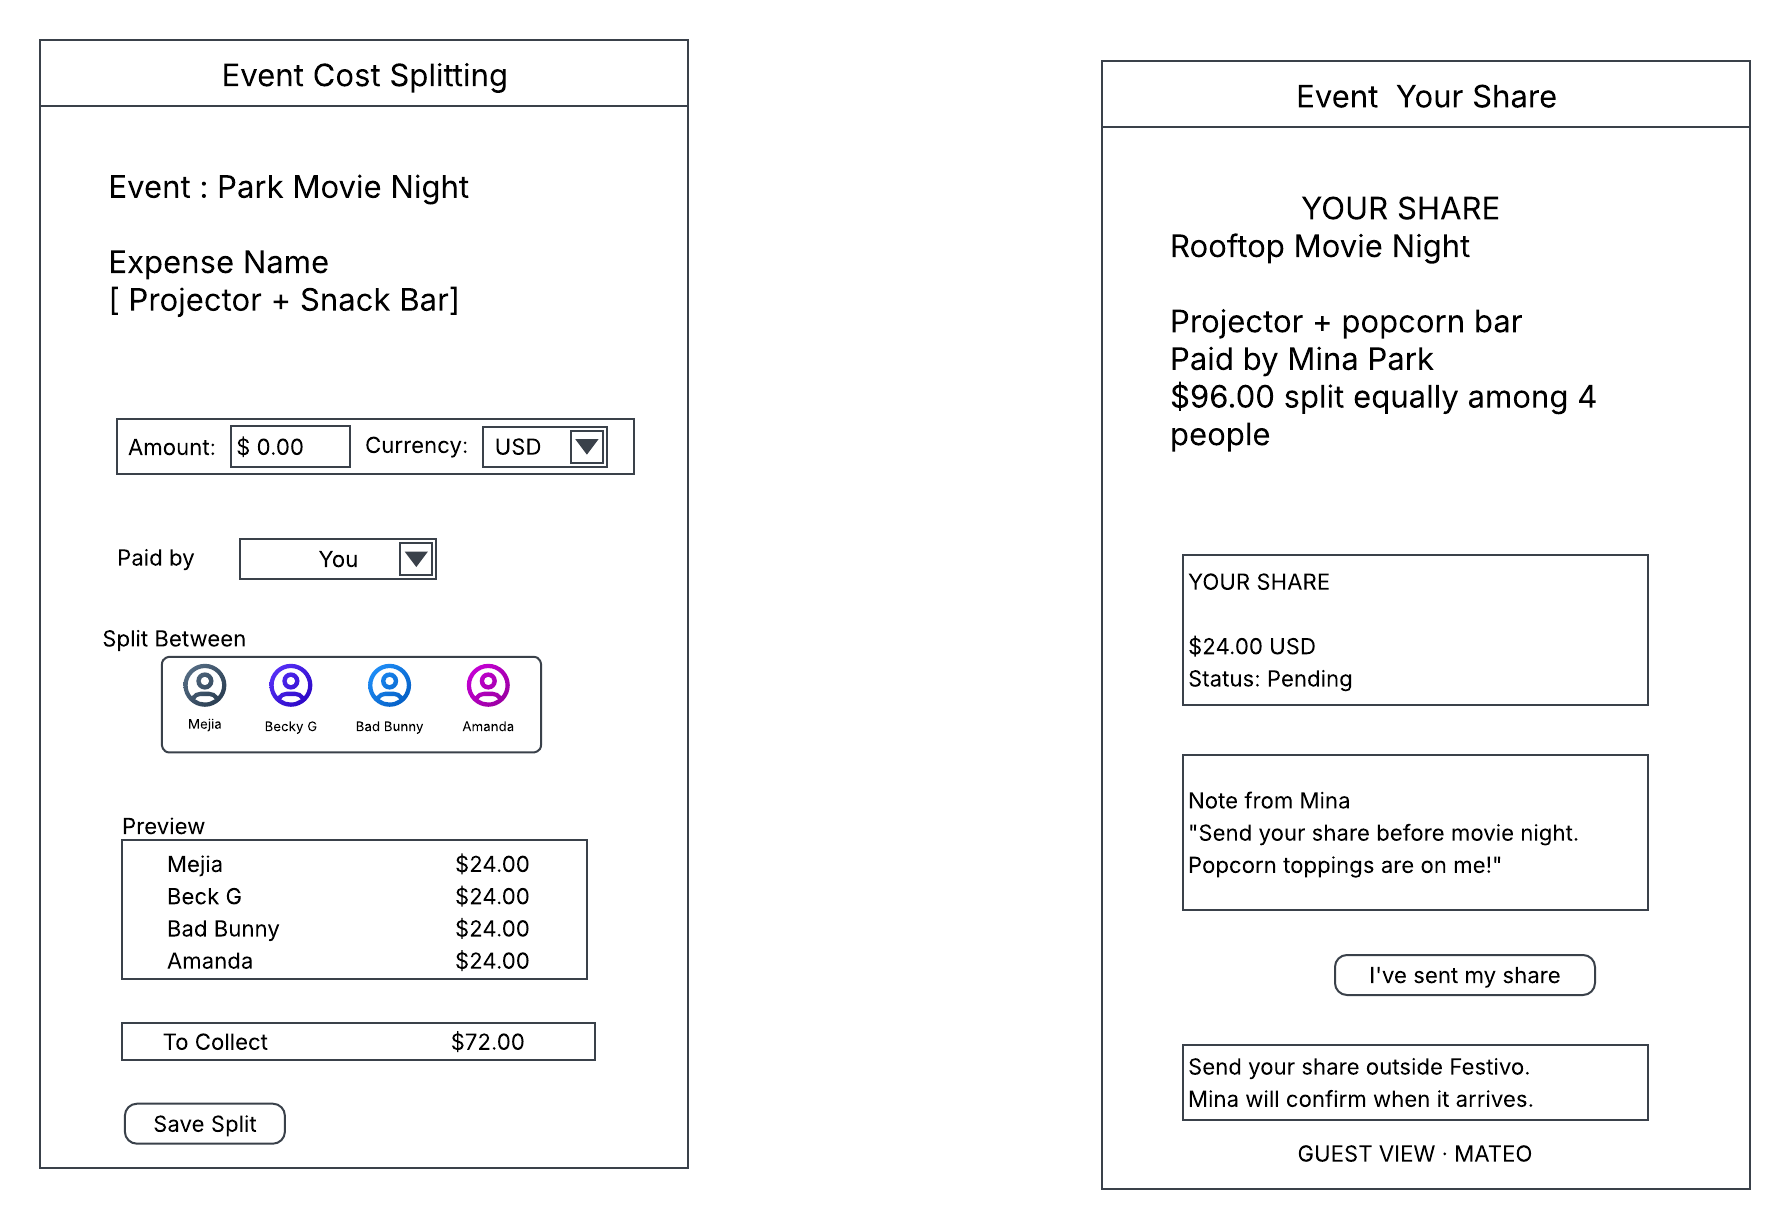 Event Cost Splitting
Event : Park Movie Night
Expense Name
[ Projector + Snack Bar]
Amount: $ 0.00 Currency: USD
Paid by You
Split Between
Mejia Becky G Bad Bunny Amanda
Preview
Mejia $24.00
Beck G $24.00
Bad Bunny $24.00
Amanda $24.00
To Collect $72.00
Save Split
Event  Your Share
YOUR SHARE
Rooftop Movie Night
Projector + popcorn bar
Paid by Mina Park
$96.00 split equally among 4
people
YOUR SHARE
$24.00 USD
Status: Pending
Note from Mina
"Send your share before movie night.
Popcorn toppings are on me!"
I've sent my share
Send your share outside Festivo.
Mina will confirm when it arrives.
GUEST VIEW · MATEO